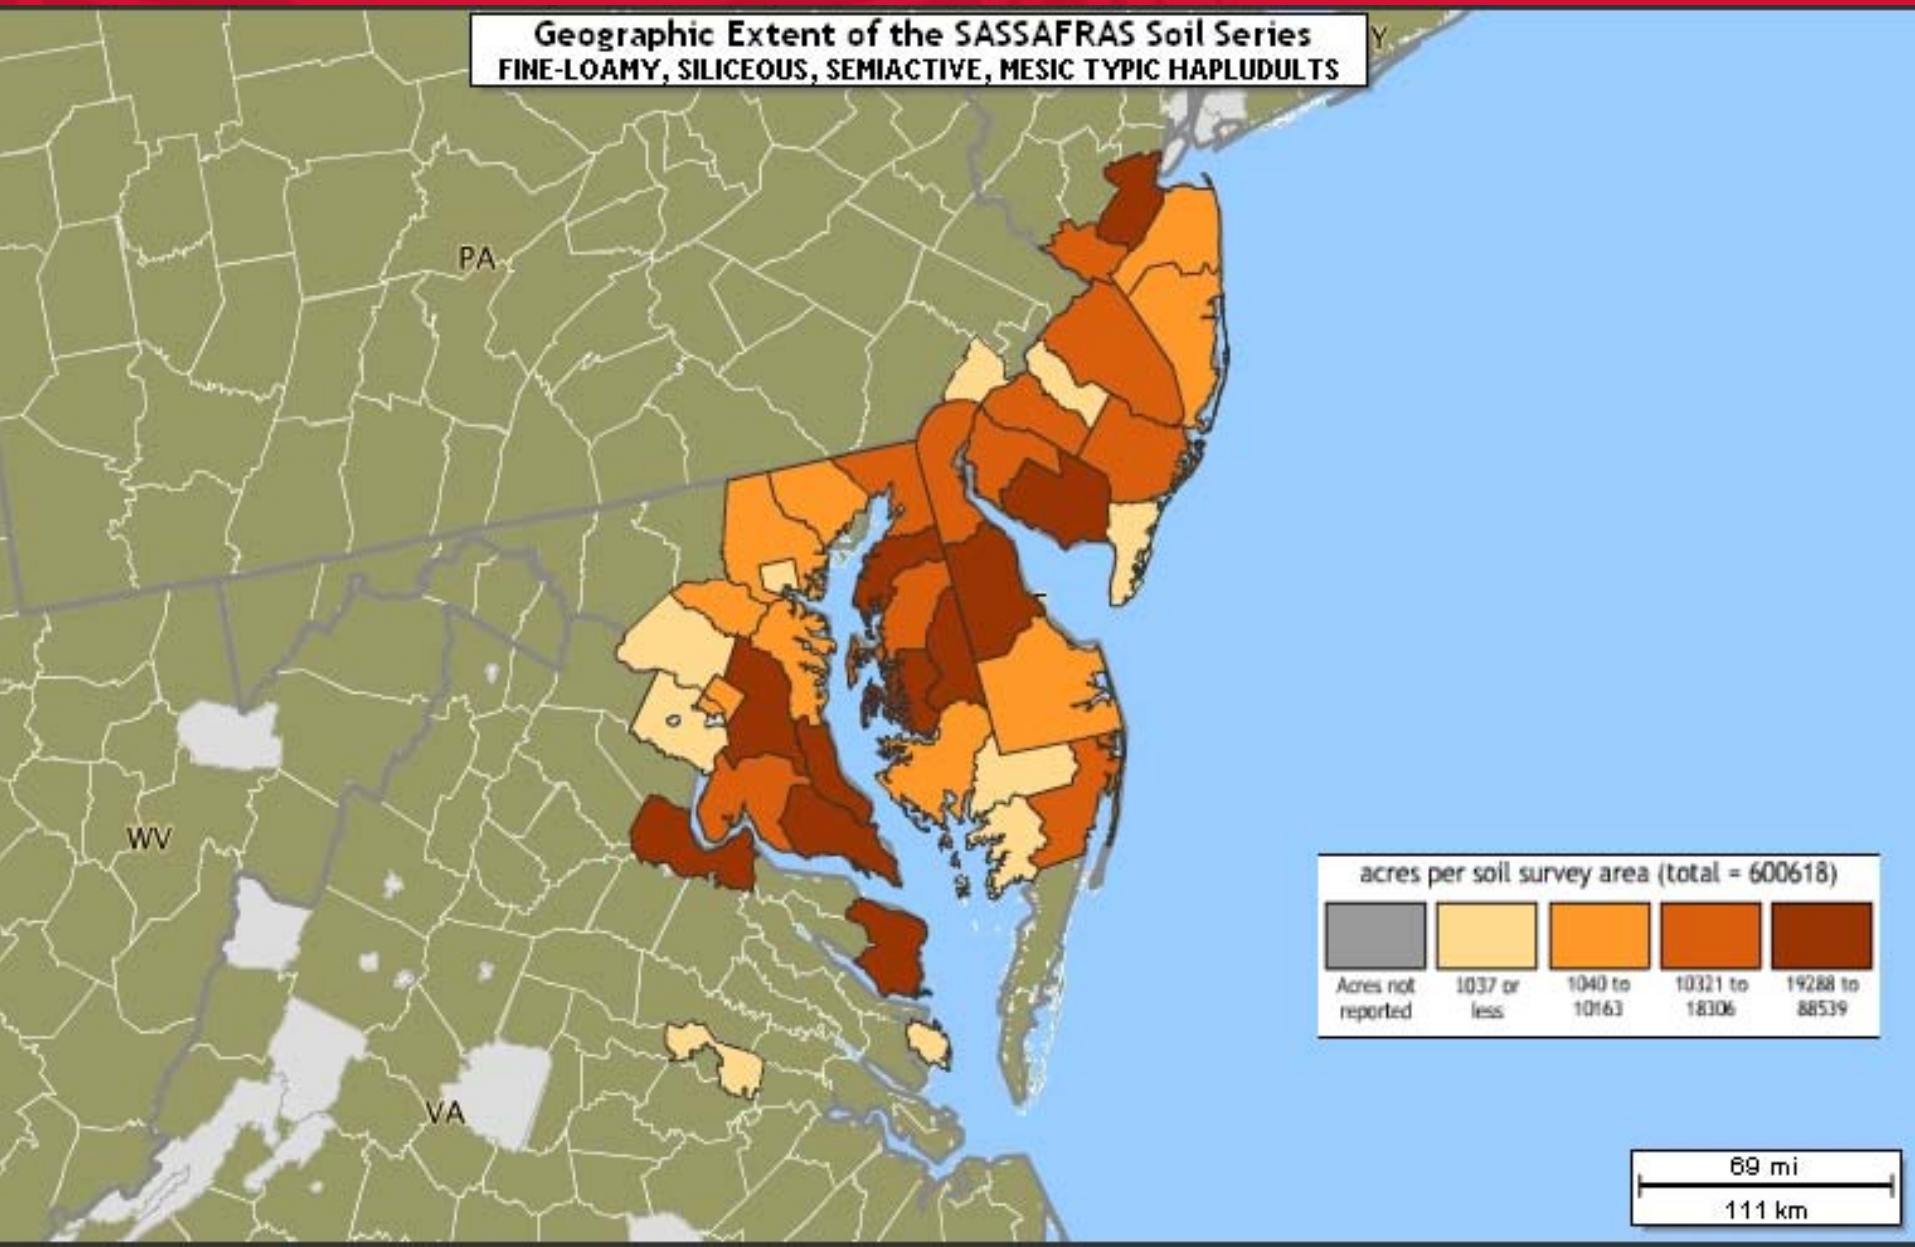 Geographic Extent of the SASSAFRAS Soil Series
FINE-LOAMY, SILICEOUS, SEMIACTIVE, MESIC TYPIC HAPLUDULTS
Y
PA
WV
VA
acres per soil survey area (total = 600618)
Acres not reported
1037 or less
1040 to 10163
10321 to 18306
19288 to 88539
69 mi
111 km